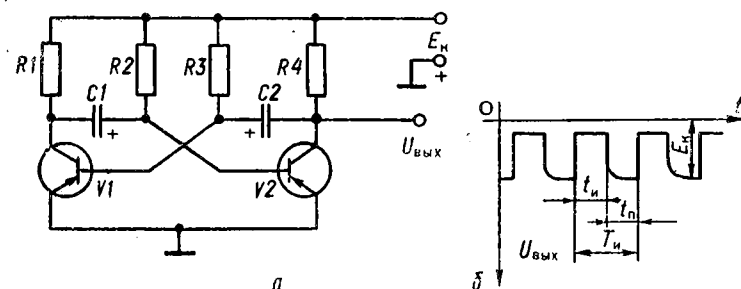 R1
R2
R3
R4
Eк
+
C1
+
C2
+
Uвых
V1
V2
а
O
t
Eк
tи
tп
Tи
Uвых
б